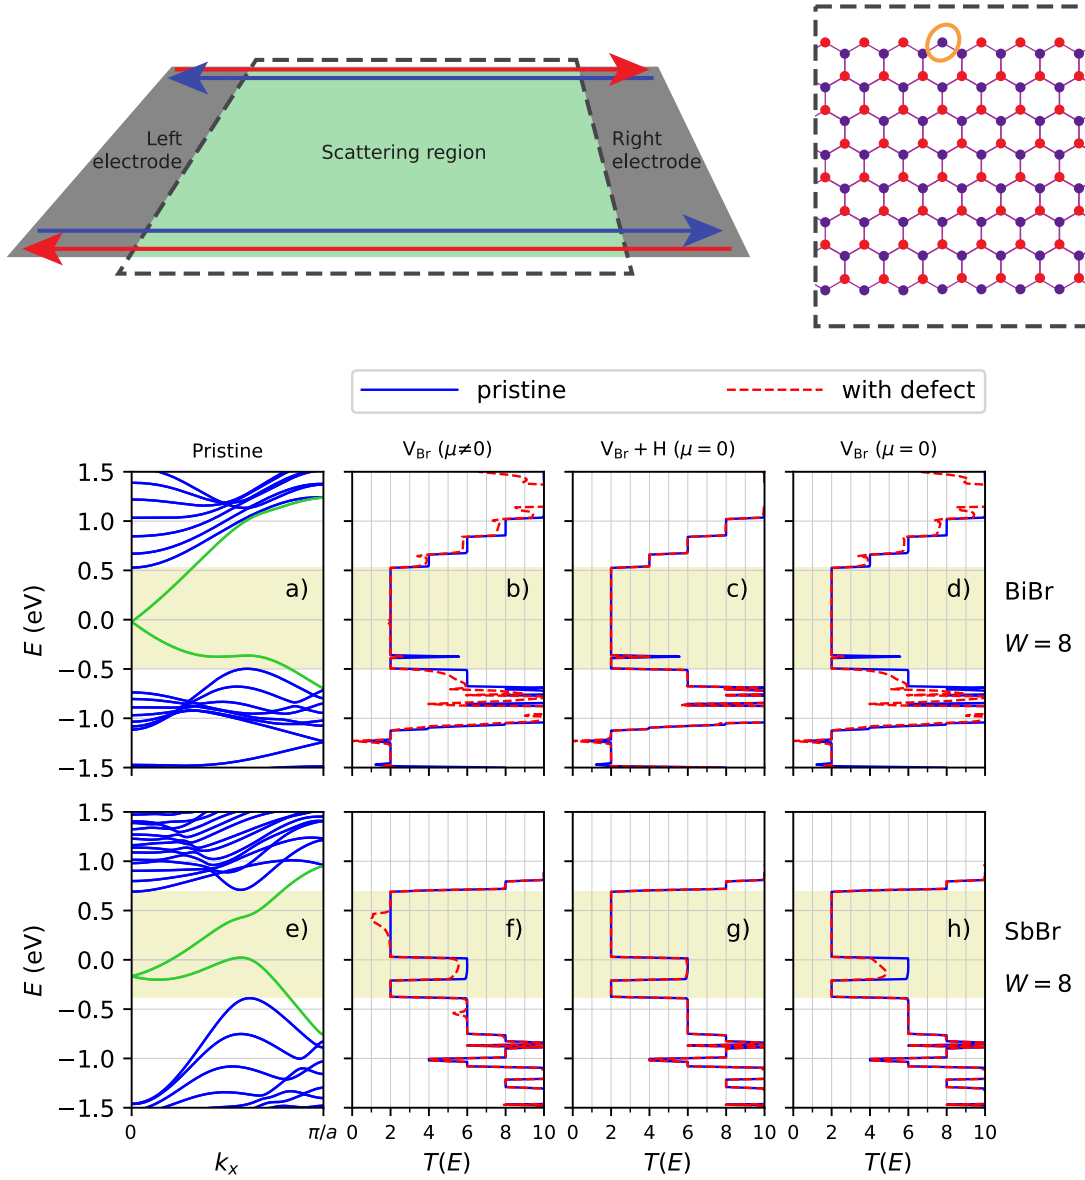 Left
electrode
Scattering region
Right
electrode
pristine
with defect
Pristine
V_Br (μ≠0)
V_Br + H (μ = 0)
V_Br (μ = 0)
1.5
1.0
0.5
0.0
−0.5
−1.0
−1.5
E (eV)
a)
b)
c)
d)
BiBr
W = 8
1.5
1.0
0.5
0.0
−0.5
−1.0
−1.5
E (eV)
e)
f)
g)
h)
SbBr
W = 8
0 π/a
0 2 4 6 8 10
0 2 4 6 8 10
0 2 4 6 8 10
k_x
T(E)
T(E)
T(E)